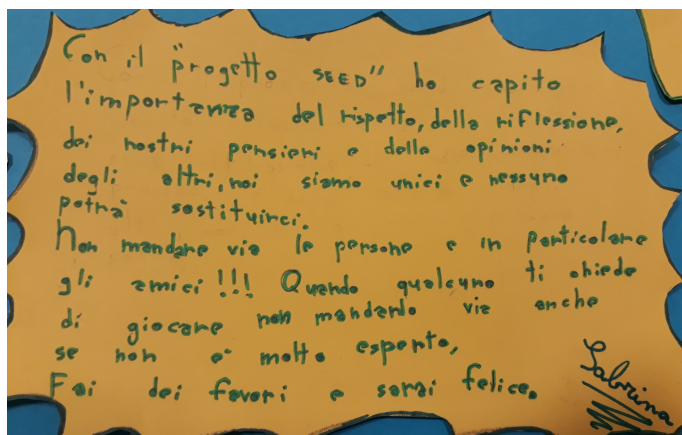 Con il "progetto SEED" ho capito
l'importanza del rispetto, della riflessione,
dei nostri pensieri e delle opinioni
degli altri, noi siamo unici e nessuno
potrà sostituirci.
Non mandare via le persone e in particolare
gli amici!!! Quando qualcuno ti chiede
di giocare non mandarlo via anche
se non è molto esperto,
Fai dei favori e sarai felice.
Sabrina